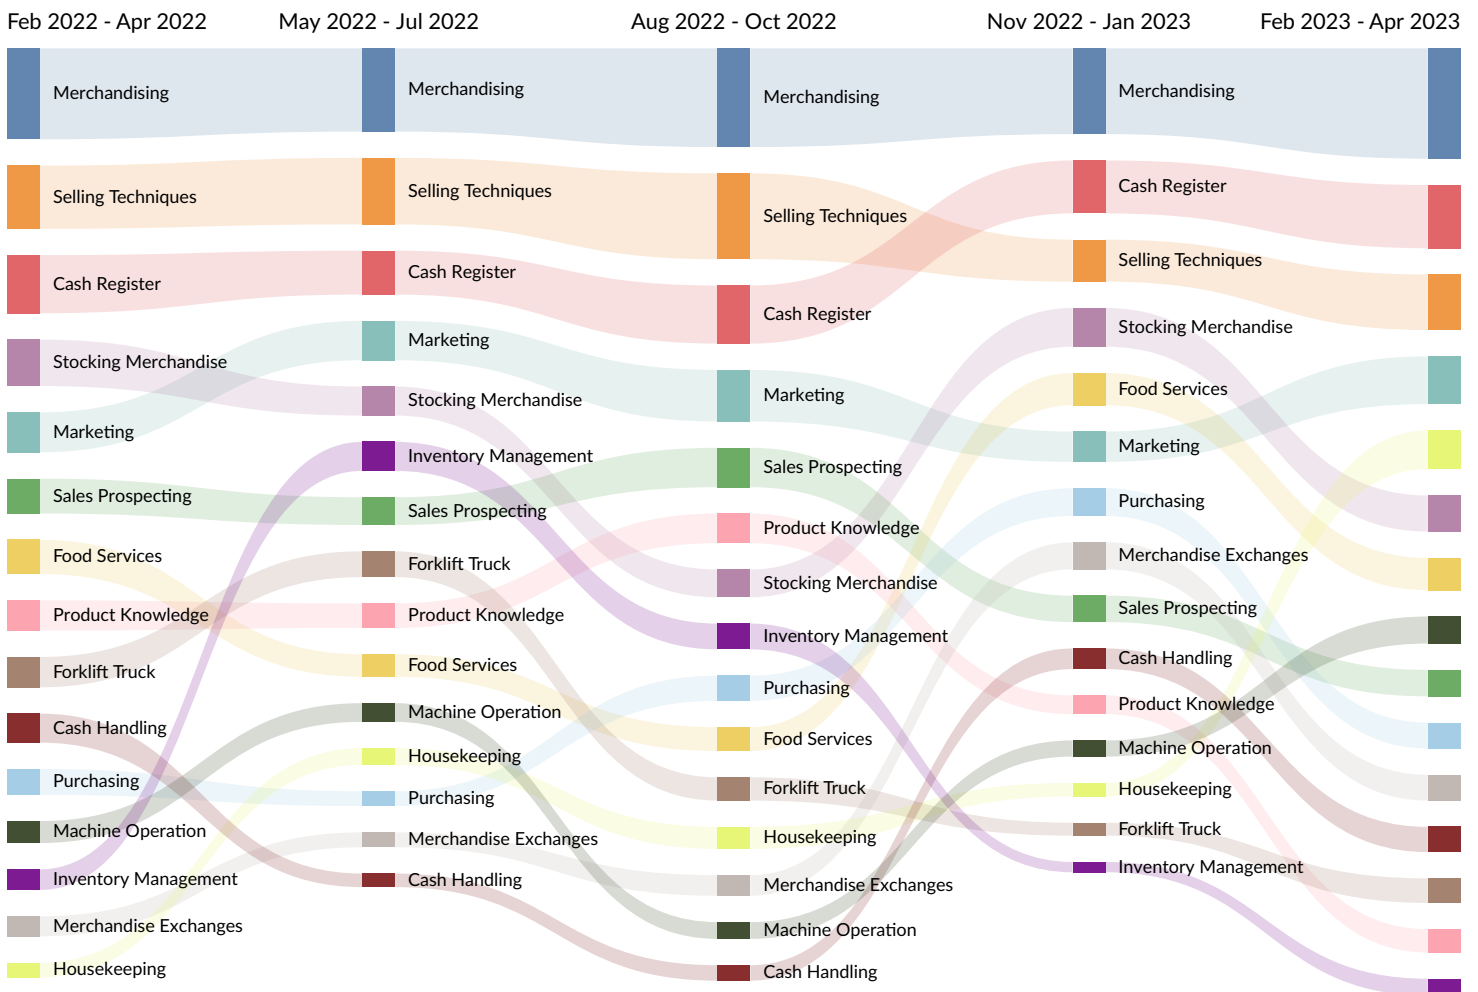 Feb 2022 - Apr 2022
May 2022 - Jul 2022
Aug 2022 - Oct 2022
Nov 2022 - Jan 2023
Feb 2023 - Apr 2023
Merchandising
Selling Techniques
Cash Register
Stocking Merchandise
Marketing
Sales Prospecting
Food Services
Product Knowledge
Forklift Truck
Cash Handling
Purchasing
Machine Operation
Inventory Management
Merchandise Exchanges
Housekeeping
Merchandising
Selling Techniques
Cash Register
Marketing
Stocking Merchandise
Inventory Management
Sales Prospecting
Forklift Truck
Product Knowledge
Food Services
Machine Operation
Housekeeping
Purchasing
Merchandise Exchanges
Cash Handling
Merchandising
Selling Techniques
Cash Register
Marketing
Sales Prospecting
Product Knowledge
Stocking Merchandise
Inventory Management
Purchasing
Food Services
Forklift Truck
Housekeeping
Merchandise Exchanges
Machine Operation
Cash Handling
Merchandising
Cash Register
Selling Techniques
Stocking Merchandise
Food Services
Marketing
Purchasing
Merchandise Exchanges
Sales Prospecting
Cash Handling
Product Knowledge
Machine Operation
Housekeeping
Forklift Truck
Inventory Management